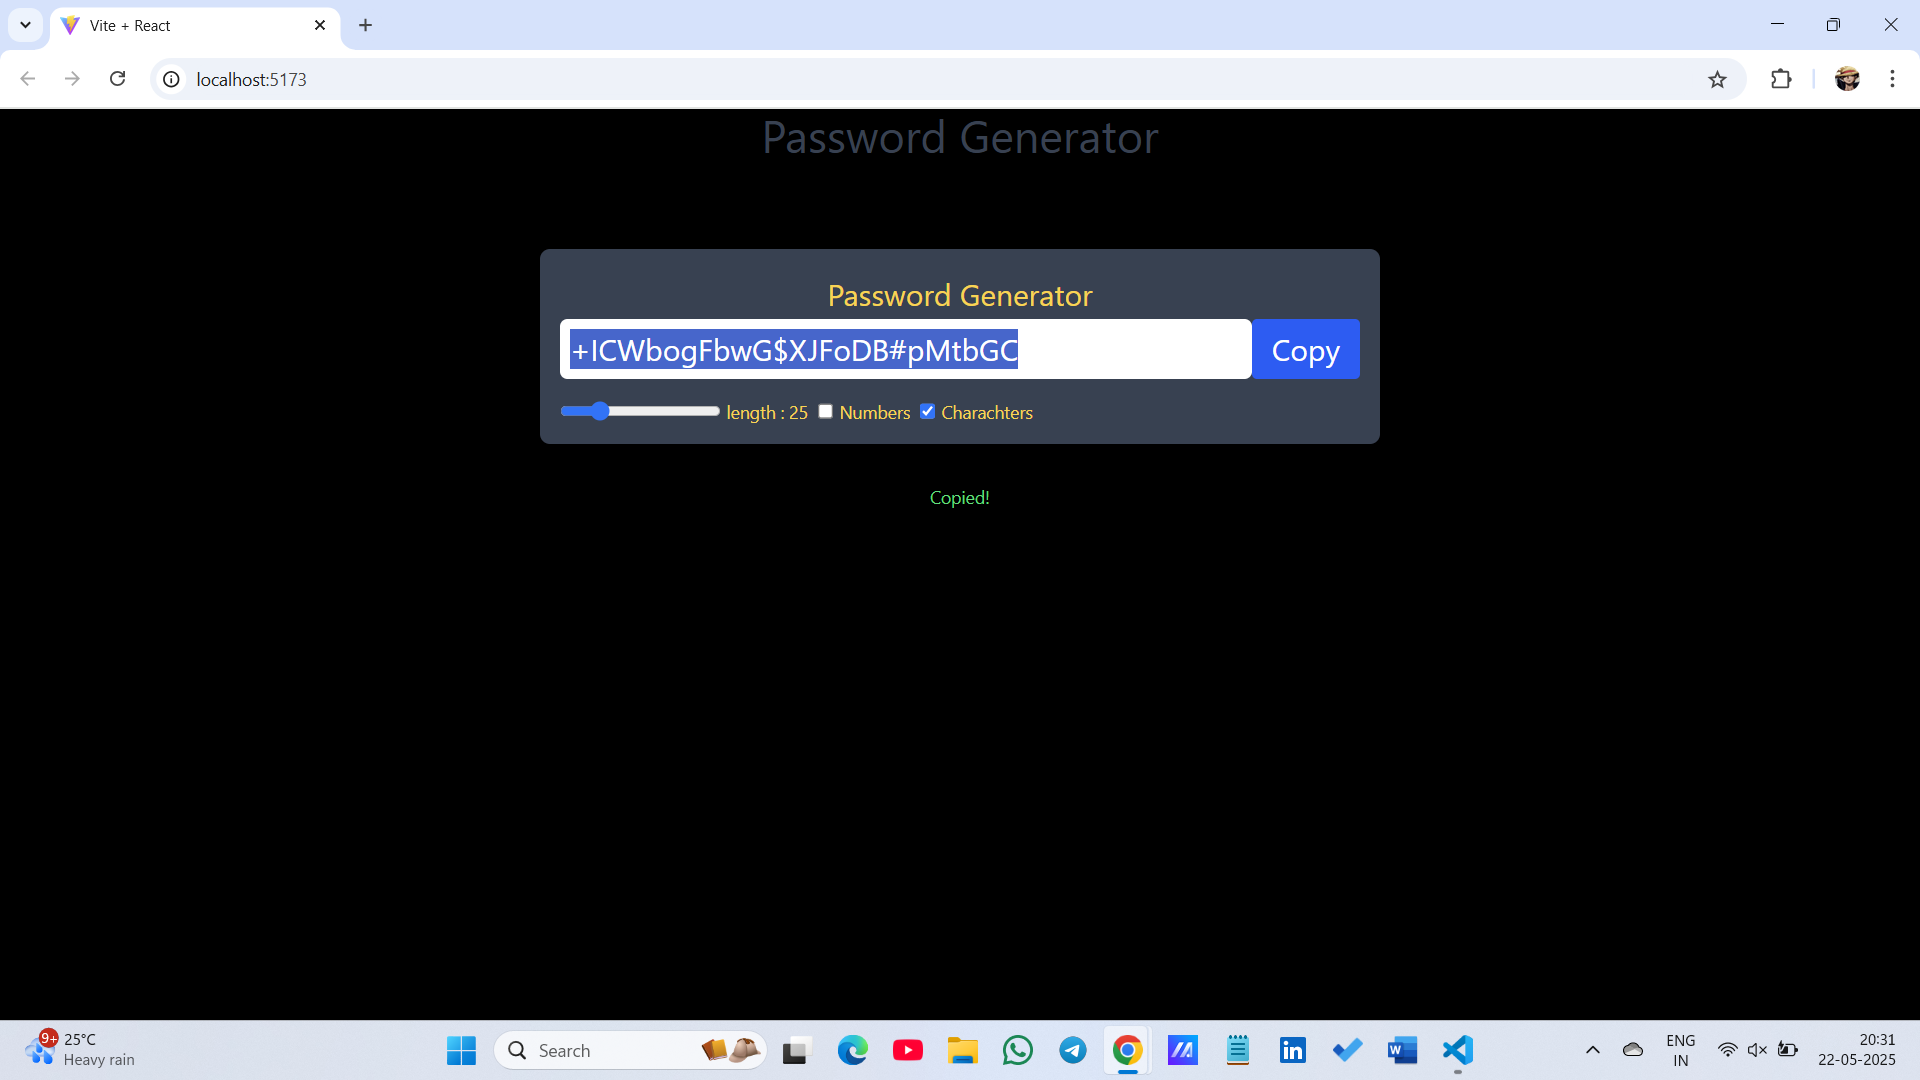 Vite + React
localhost:5173
Password Generator
Password Generator
+ICWbogFbwG$XJFoDB#pMtbGC
Copy
length : 25 Numbers Charachters
Copied!
9+
25°C
Heavy rain
Search
ENG
IN
20:31
22-05-2025